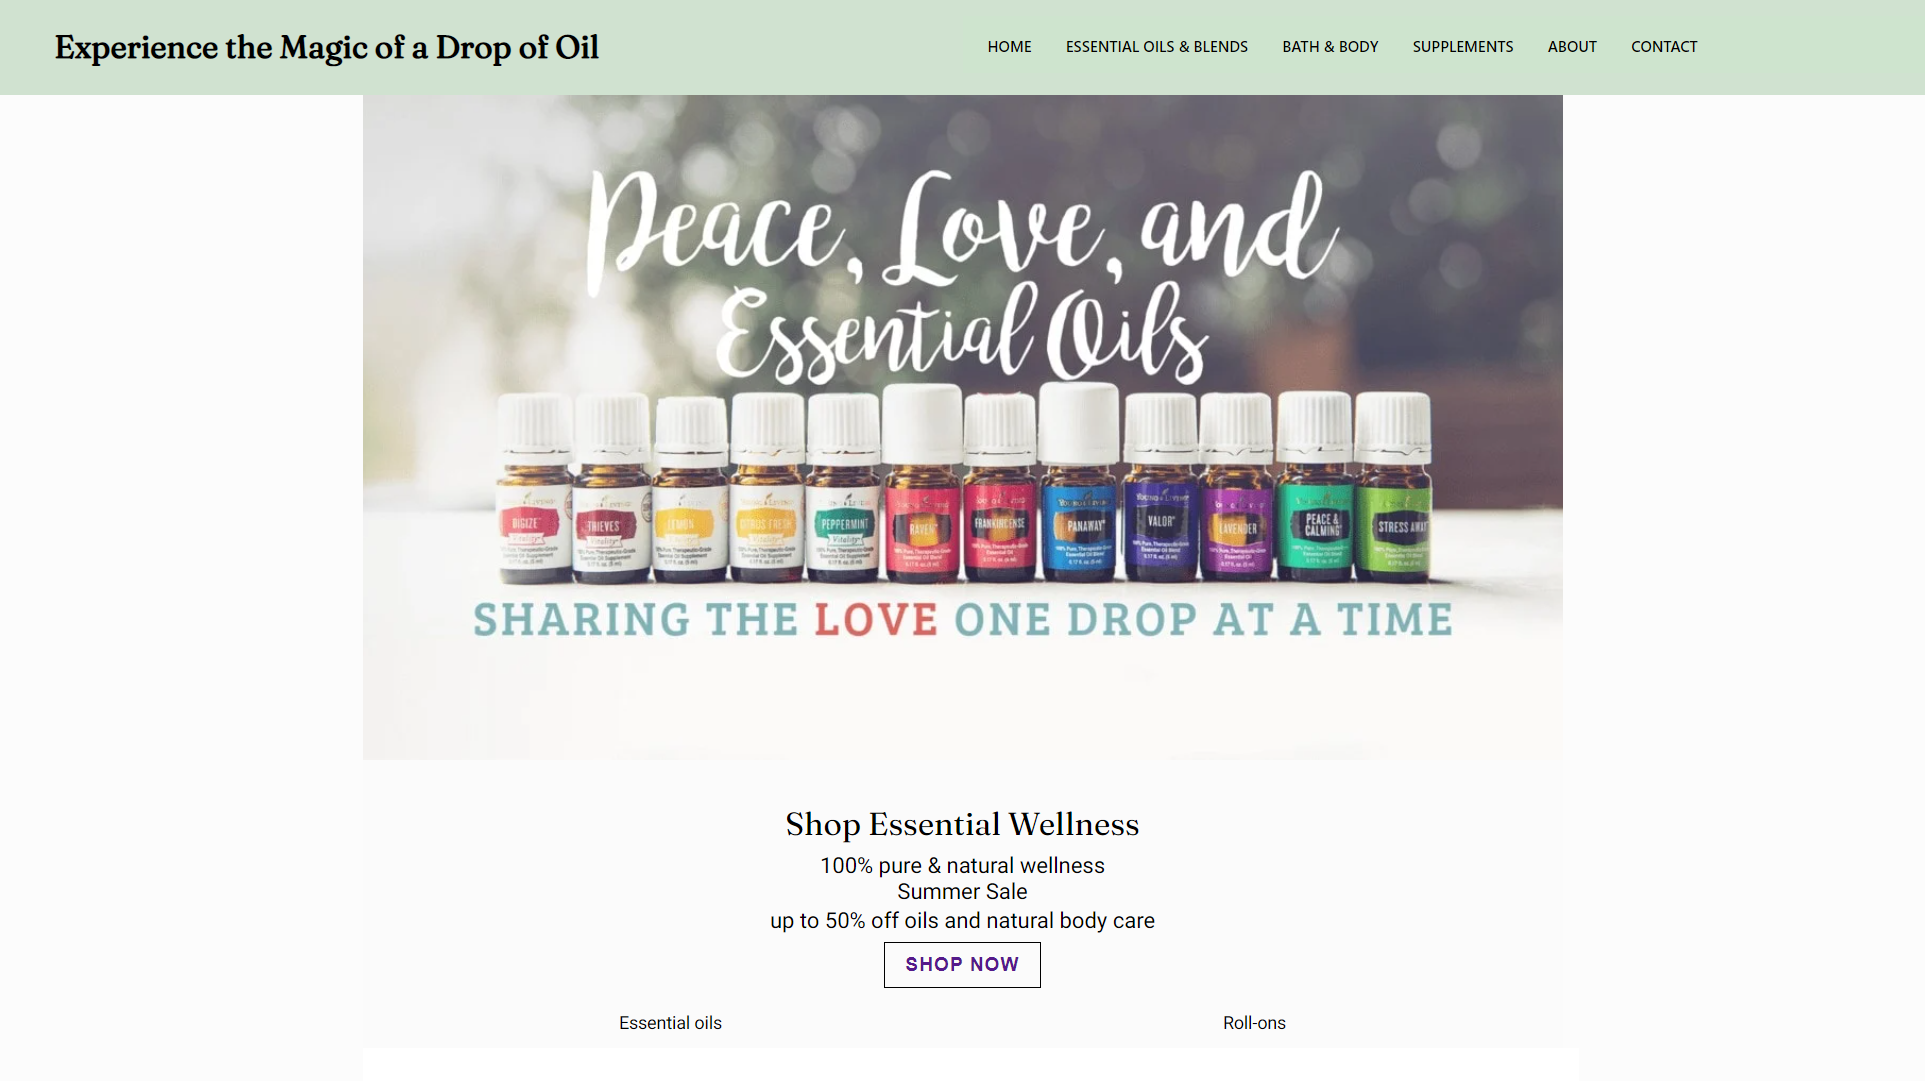 Experience the Magic of a Drop of Oil
HOME ESSENTIAL OILS & BLENDS BATH & BODY SUPPLEMENTS ABOUT CONTACT
Peace, Love, and
Essential Oils
DIGIZE THIEVES LEMON CITRUS FRESH PEPPERMINT RAVEN FRANKINCENSE PANAWAY VALOR LAVENDER PEACE & CALMING STRESS AWAY
SHARING THE LOVE ONE DROP AT A TIME
Shop Essential Wellness
100% pure & natural wellness
Summer Sale
up to 50% off oils and natural body care
SHOP NOW
Essential oils Roll-ons